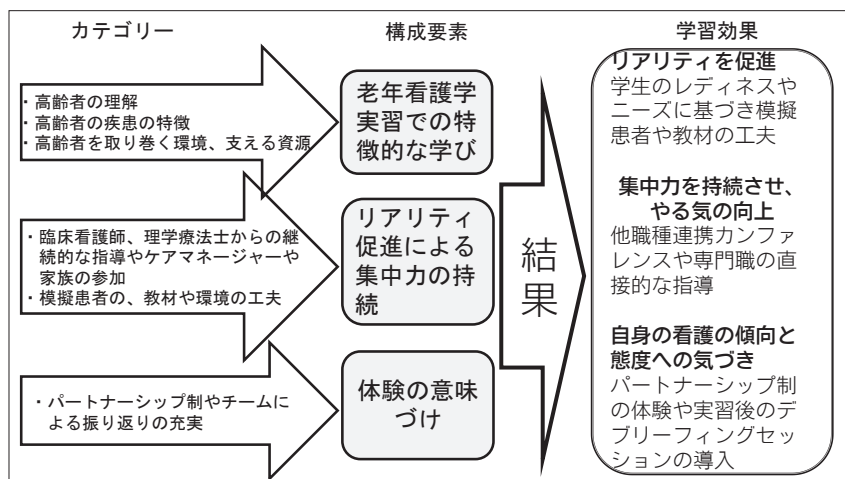 カテゴリー
構成要素
学習効果
・高齢者の理解
・高齢者の疾患の特徴
・高齢者を取り巻く環境、支える資源
老年看護学
実習での特
徴的な学び
・臨床看護師、理学療法士からの継
続的な指導やケアマネージャーや
家族の参加
・模擬患者の、教材や環境の工夫
リアリティ
促進による
集中力の持
続
・パートナーシップ制やチームに
よる振り返りの充実
体験の意味
づけ
結
果
リアリティを促進
学生のレディネスや
ニーズに基づき模擬
患者や教材の工夫
集中力を持続させ、
やる気の向上
他職種連携カンファ
レンスや専門職の直
接的な指導
自身の看護の傾向と
態度への気づき
パートナーシップ制
の体験や実習後のデ
ブリーフィングセッ
ションの導入